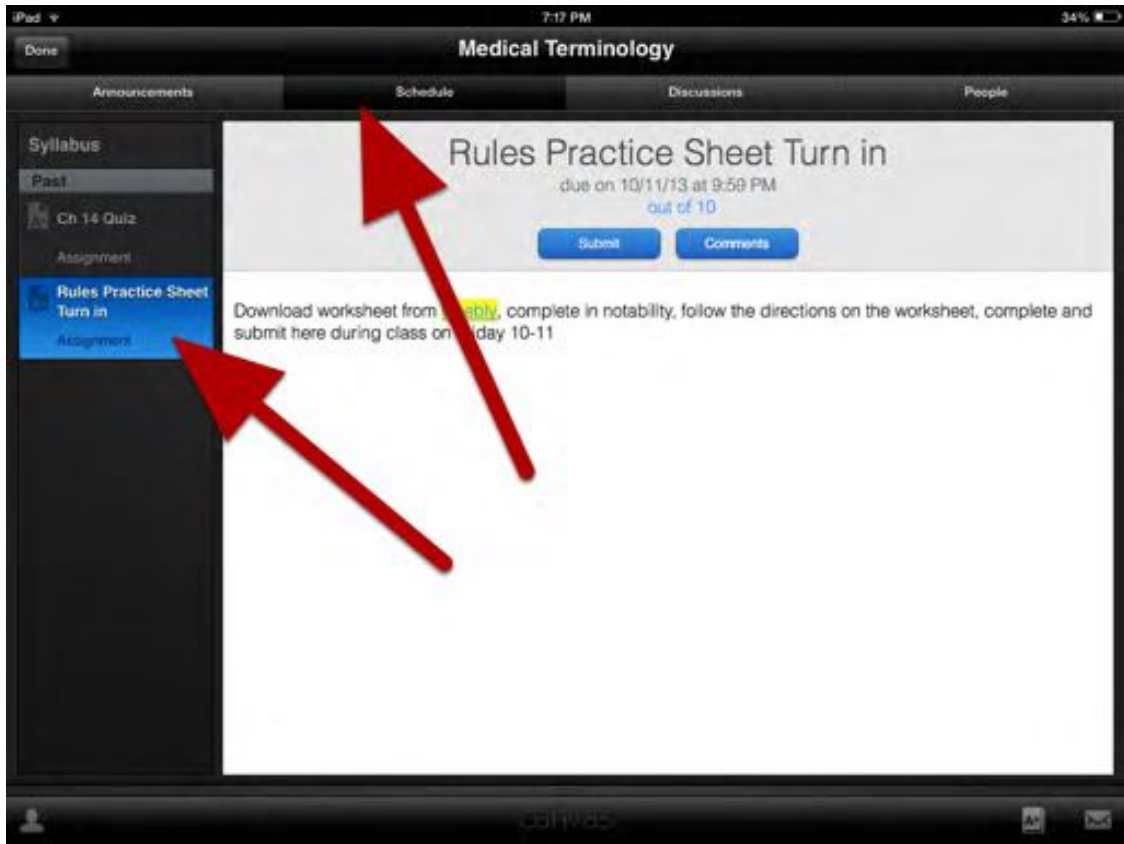 iPad
7:17 PM
34%
Done
Medical Terminology
Announcements
Schedule
Discussions
People
Syllabus
Past
Ch 14 Quiz
Assignment
Rules Practice Sheet
Turn in
Assignment
Rules Practice Sheet Turn in
due on 10/11/13 at 9:59 PM
out of 10
Submit
Comments
Download worksheet from , complete in notability, follow the directions on the worksheet, complete and
submit here during class on 10-11
canvas
A+